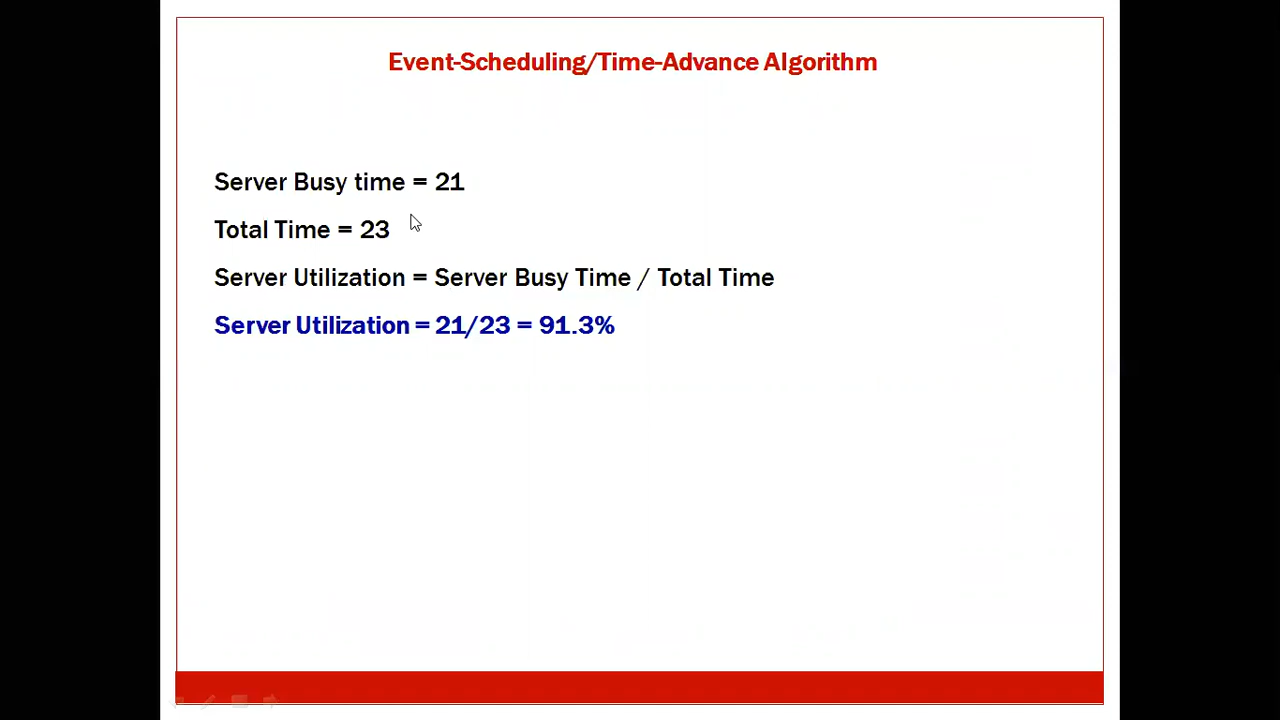 Event-Scheduling/Time-Advance Algorithm
Server Busy time = 21
Total Time = 23
Server Utilization = Server Busy Time / Total Time
Server Utilization = 21/23 = 91.3%